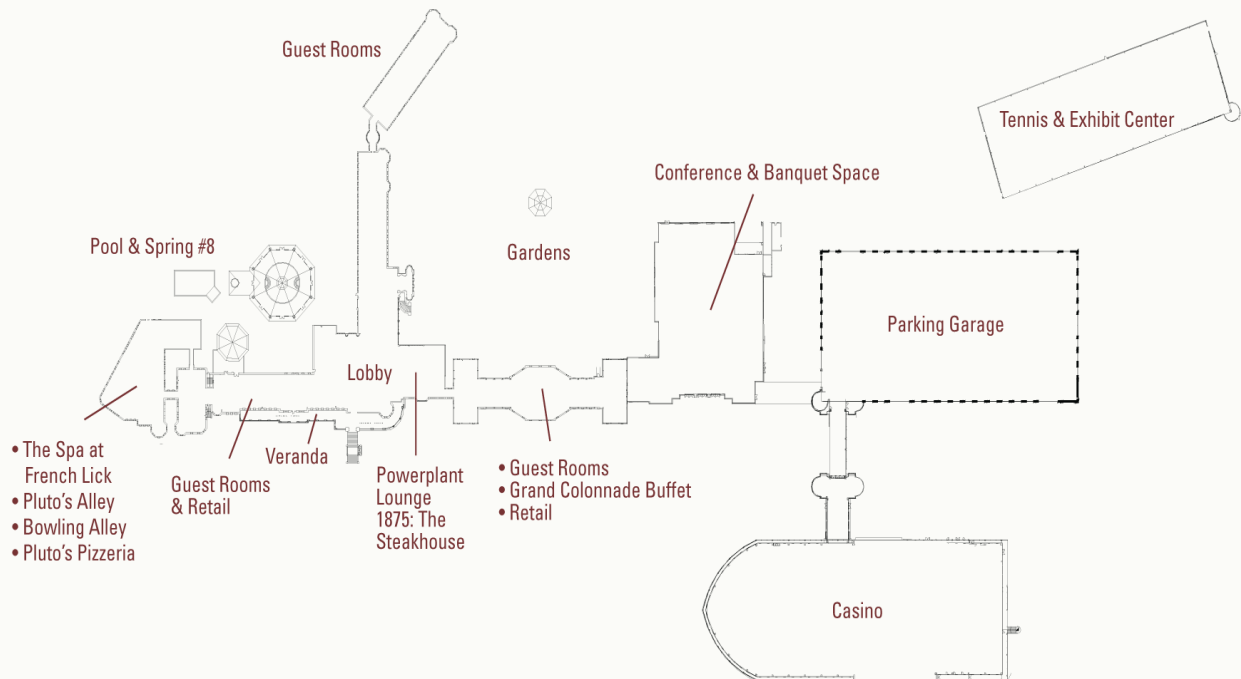 Guest Rooms
Tennis & Exhibit Center
Conference & Banquet Space
Pool & Spring #8
Gardens
Parking Garage
Lobby
• The Spa at
French Lick
• Pluto's Alley
• Bowling Alley
• Pluto's Pizzeria
Guest Rooms
& Retail
Veranda
Powerplant
Lounge
1875: The
Steakhouse
• Guest Rooms
• Grand Colonnade Buffet
• Retail
Casino